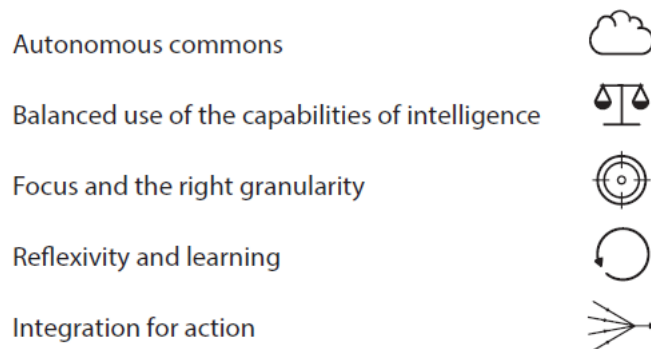 Autonomous commons
Balanced use of the capabilities of intelligence
Focus and the right granularity
Reflexivity and learning
Integration for action